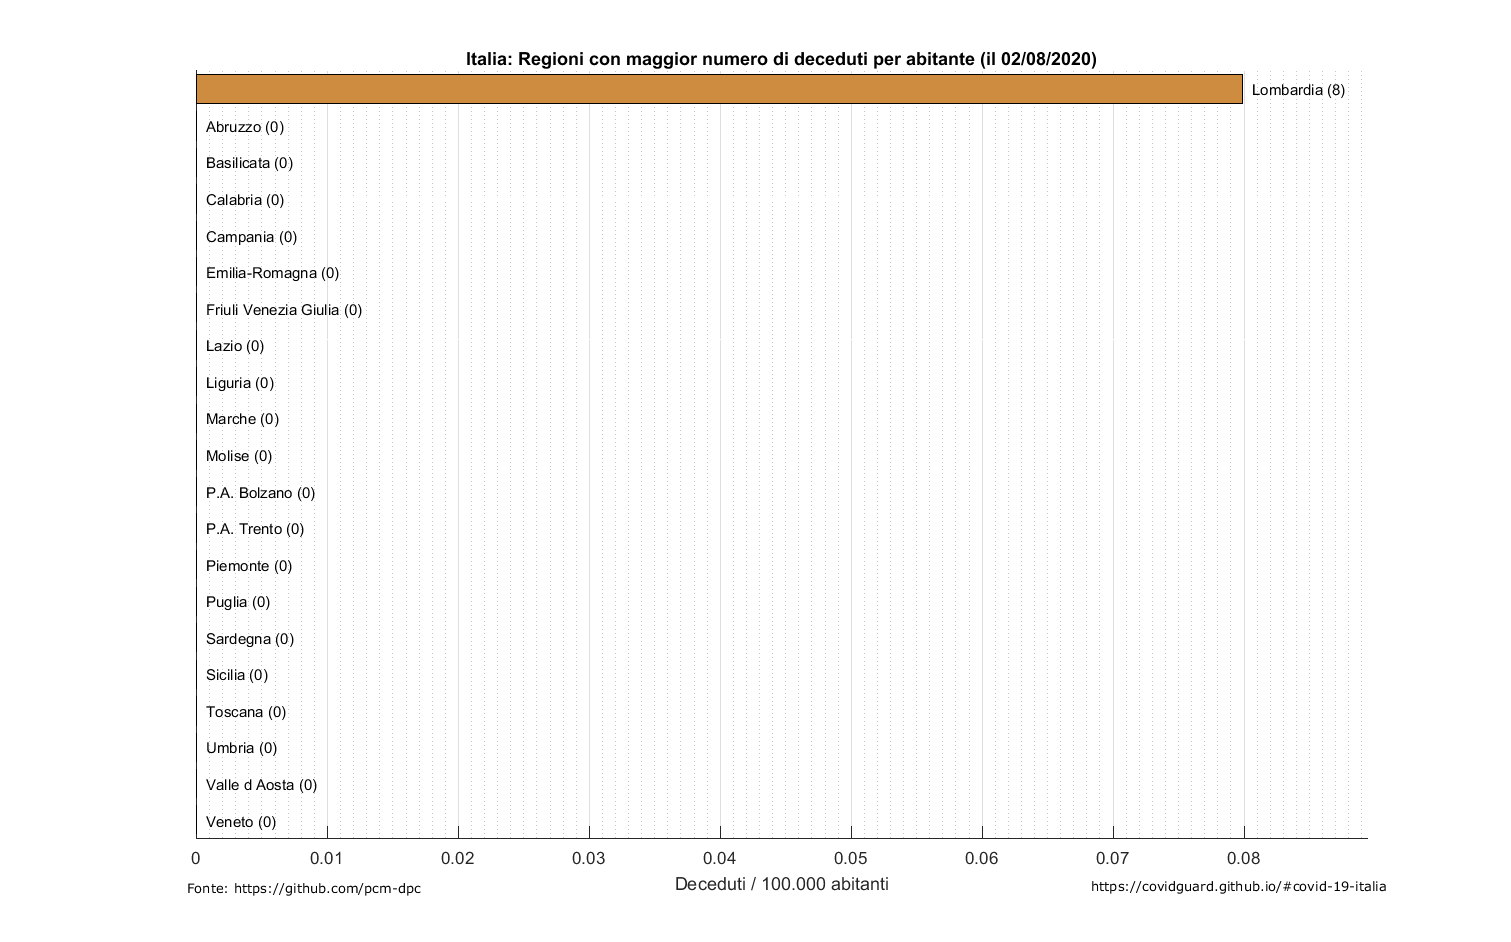 Italia: Regioni con maggior numero di deceduti per abitante (il 02/08/2020)
Lombardia (8)
Abruzzo (0)
Basilicata (0)
Calabria (0)
Campania (0)
Emilia-Romagna (0)
Friuli Venezia Giulia (0)
Lazio (0)
Liguria (0)
Marche (0)
Molise (0)
P.A. Bolzano (0)
P.A. Trento (0)
Piemonte (0)
Puglia (0)
Sardegna (0)
Sicilia (0)
Toscana (0)
Umbria (0)
Valle d Aosta (0)
Veneto (0)
0 0.01 0.02 0.03 0.04 0.05 0.06 0.07 0.08
Deceduti / 100.000 abitanti
Fonte: https://github.com/pcm-dpc
https://covidguard.github.io/#covid-19-italia